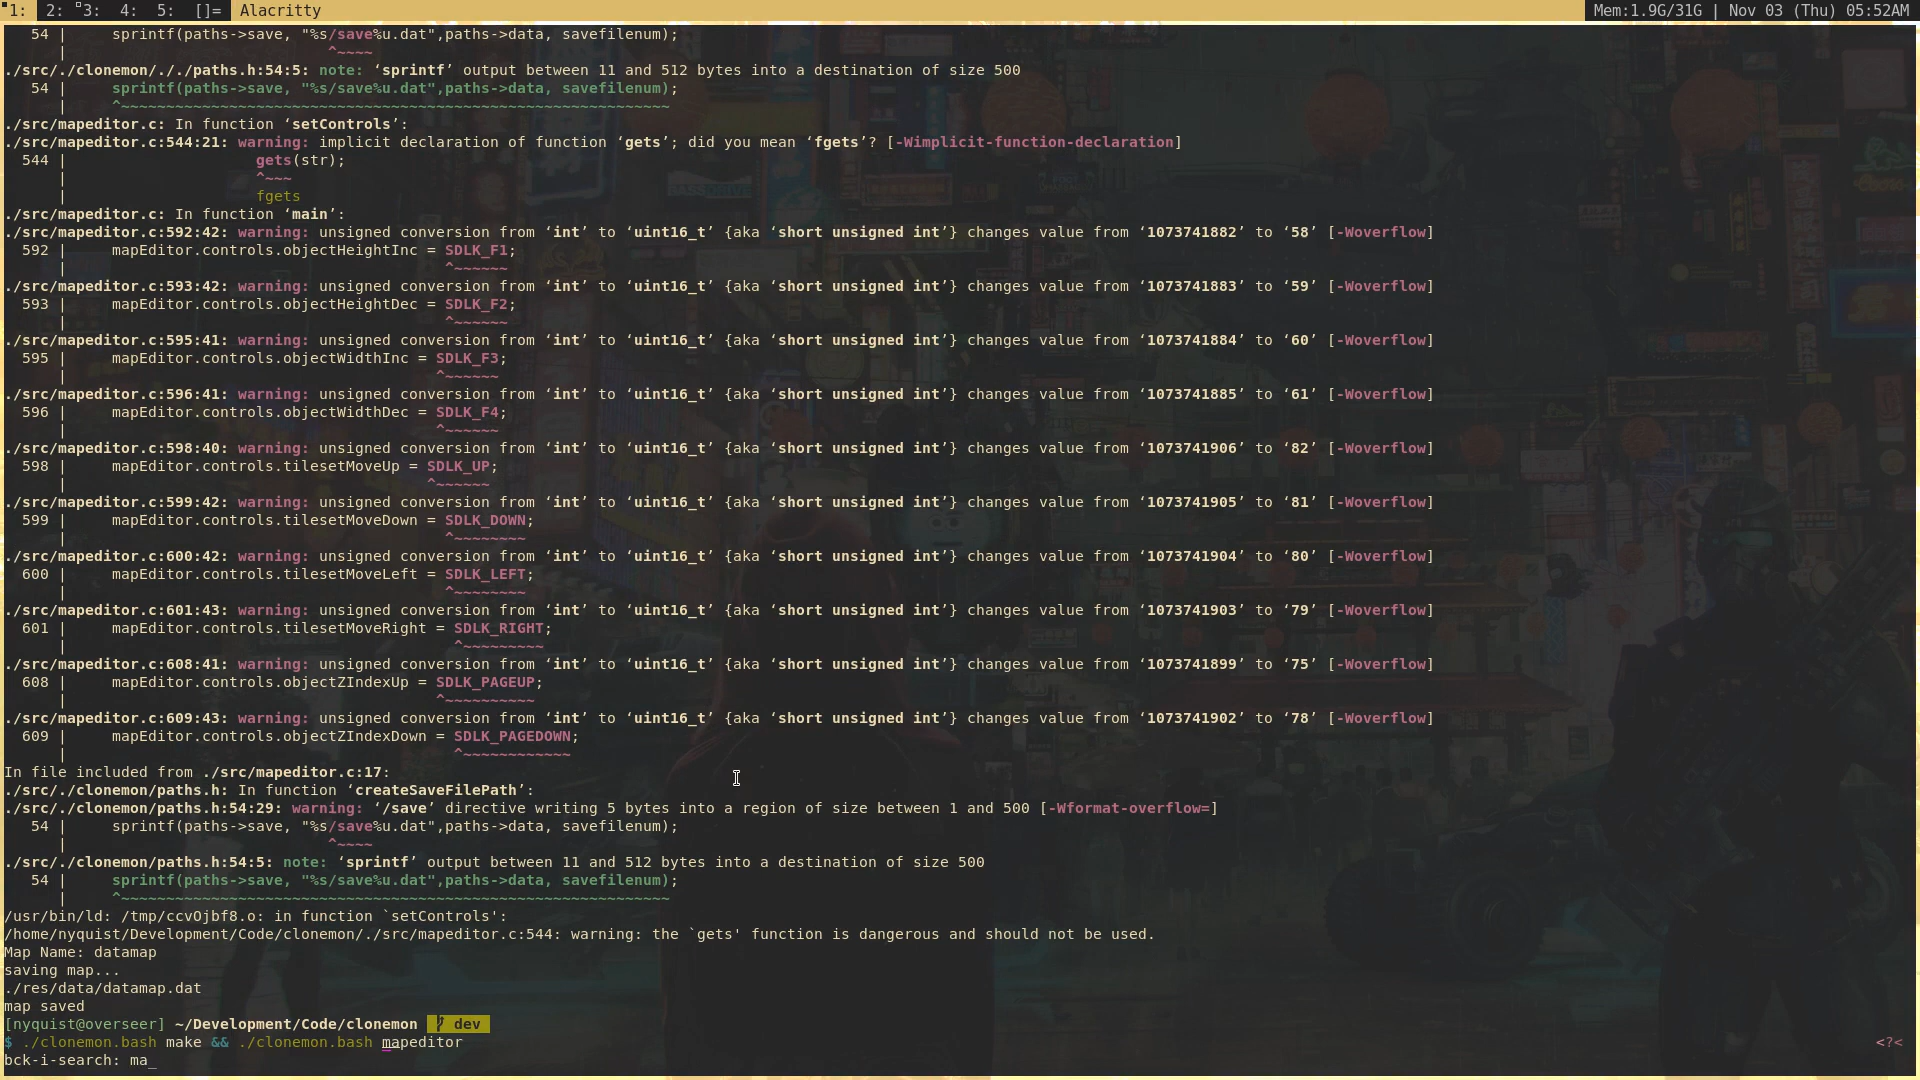 1: 2: 3: 4: 5: []= Alacritty Mem:1.9G/31G | Nov 03 (Thu) 05:52AM
54 | sprintf(paths->save, "%s/save%u.dat",paths->data, savefilenum);
| ^~~~~
./src/./clonemon/././paths.h:54:5: note: ‘sprintf’ output between 11 and 512 bytes into a destination of size 500
54 | sprintf(paths->save, "%s/save%u.dat",paths->data, savefilenum);
| ^~~~~~~~~~~~~~~~~~~~~~~~~~~~~~~~~~~~~~~~~~~~~~~~~~~~~~~~~~~~~~
./src/mapeditor.c: In function ‘setControls’:
./src/mapeditor.c:544:21: warning: implicit declaration of function ‘gets’; did you mean ‘fgets’? [-Wimplicit-function-declaration]
544 | gets(str);
| ^~~~
| fgets
./src/mapeditor.c: In function ‘main’:
./src/mapeditor.c:592:42: warning: unsigned conversion from ‘int’ to ‘uint16_t’ {aka ‘short unsigned int’} changes value from ‘1073741882’ to ‘58’ [-Woverflow]
592 | mapEditor.controls.objectHeightInc = SDLK_F1;
| ^~~~~~~
./src/mapeditor.c:593:42: warning: unsigned conversion from ‘int’ to ‘uint16_t’ {aka ‘short unsigned int’} changes value from ‘1073741883’ to ‘59’ [-Woverflow]
593 | mapEditor.controls.objectHeightDec = SDLK_F2;
| ^~~~~~~
./src/mapeditor.c:595:41: warning: unsigned conversion from ‘int’ to ‘uint16_t’ {aka ‘short unsigned int’} changes value from ‘1073741884’ to ‘60’ [-Woverflow]
595 | mapEditor.controls.objectWidthInc = SDLK_F3;
| ^~~~~~~
./src/mapeditor.c:596:41: warning: unsigned conversion from ‘int’ to ‘uint16_t’ {aka ‘short unsigned int’} changes value from ‘1073741885’ to ‘61’ [-Woverflow]
596 | mapEditor.controls.objectWidthDec = SDLK_F4;
| ^~~~~~~
./src/mapeditor.c:598:40: warning: unsigned conversion from ‘int’ to ‘uint16_t’ {aka ‘short unsigned int’} changes value from ‘1073741906’ to ‘82’ [-Woverflow]
598 | mapEditor.controls.tilesetMoveUp = SDLK_UP;
| ^~~~~~~
./src/mapeditor.c:599:42: warning: unsigned conversion from ‘int’ to ‘uint16_t’ {aka ‘short unsigned int’} changes value from ‘1073741905’ to ‘81’ [-Woverflow]
599 | mapEditor.controls.tilesetMoveDown = SDLK_DOWN;
| ^~~~~~~~~
./src/mapeditor.c:600:42: warning: unsigned conversion from ‘int’ to ‘uint16_t’ {aka ‘short unsigned int’} changes value from ‘1073741904’ to ‘80’ [-Woverflow]
600 | mapEditor.controls.tilesetMoveLeft = SDLK_LEFT;
| ^~~~~~~~~
./src/mapeditor.c:601:43: warning: unsigned conversion from ‘int’ to ‘uint16_t’ {aka ‘short unsigned int’} changes value from ‘1073741903’ to ‘79’ [-Woverflow]
601 | mapEditor.controls.tilesetMoveRight = SDLK_RIGHT;
| ^~~~~~~~~~
./src/mapeditor.c:608:41: warning: unsigned conversion from ‘int’ to ‘uint16_t’ {aka ‘short unsigned int’} changes value from ‘1073741899’ to ‘75’ [-Woverflow]
608 | mapEditor.controls.objectZIndexUp = SDLK_PAGEUP;
| ^~~~~~~~~~~
./src/mapeditor.c:609:43: warning: unsigned conversion from ‘int’ to ‘uint16_t’ {aka ‘short unsigned int’} changes value from ‘1073741902’ to ‘78’ [-Woverflow]
609 | mapEditor.controls.objectZIndexDown = SDLK_PAGEDOWN;
| ^~~~~~~~~~~~~
In file included from ./src/mapeditor.c:17:
./src/./clonemon/paths.h: In function ‘createSaveFilePath’:
./src/./clonemon/paths.h:54:29: warning: ‘/save’ directive writing 5 bytes into a region of size between 1 and 500 [-Wformat-overflow=]
54 | sprintf(paths->save, "%s/save%u.dat",paths->data, savefilenum);
| ^~~~~
./src/./clonemon/paths.h:54:5: note: ‘sprintf’ output between 11 and 512 bytes into a destination of size 500
54 | sprintf(paths->save, "%s/save%u.dat",paths->data, savefilenum);
| ^~~~~~~~~~~~~~~~~~~~~~~~~~~~~~~~~~~~~~~~~~~~~~~~~~~~~~~~~~~~~~
/usr/bin/ld: /tmp/ccvOjbf8.o: in function `setControls':
/home/nyquist/Development/Code/clonemon/./src/mapeditor.c:544: warning: the `gets' function is dangerous and should not be used.
Map Name: datamap
saving map...
./res/data/datamap.dat
map saved
[nyquist@overseer] ~/Development/Code/clonemon dev
$ ./clonemon.bash make && ./clonemon.bash mapeditor <?<
bck-i-search: ma_